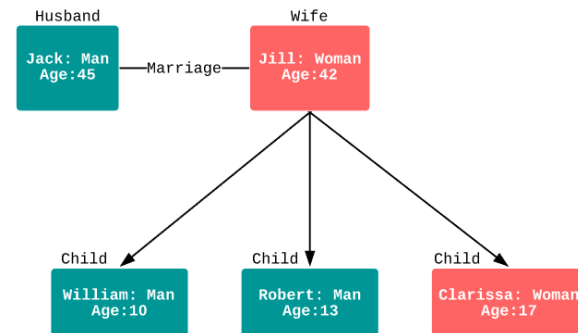 Husband
Wife
Jack: Man
Age:45
Marriage
Jill: Woman
Age:42
Child
Child
Child
William: Man
Age:10
Robert: Man
Age:13
Clarissa: Woman
Age:17